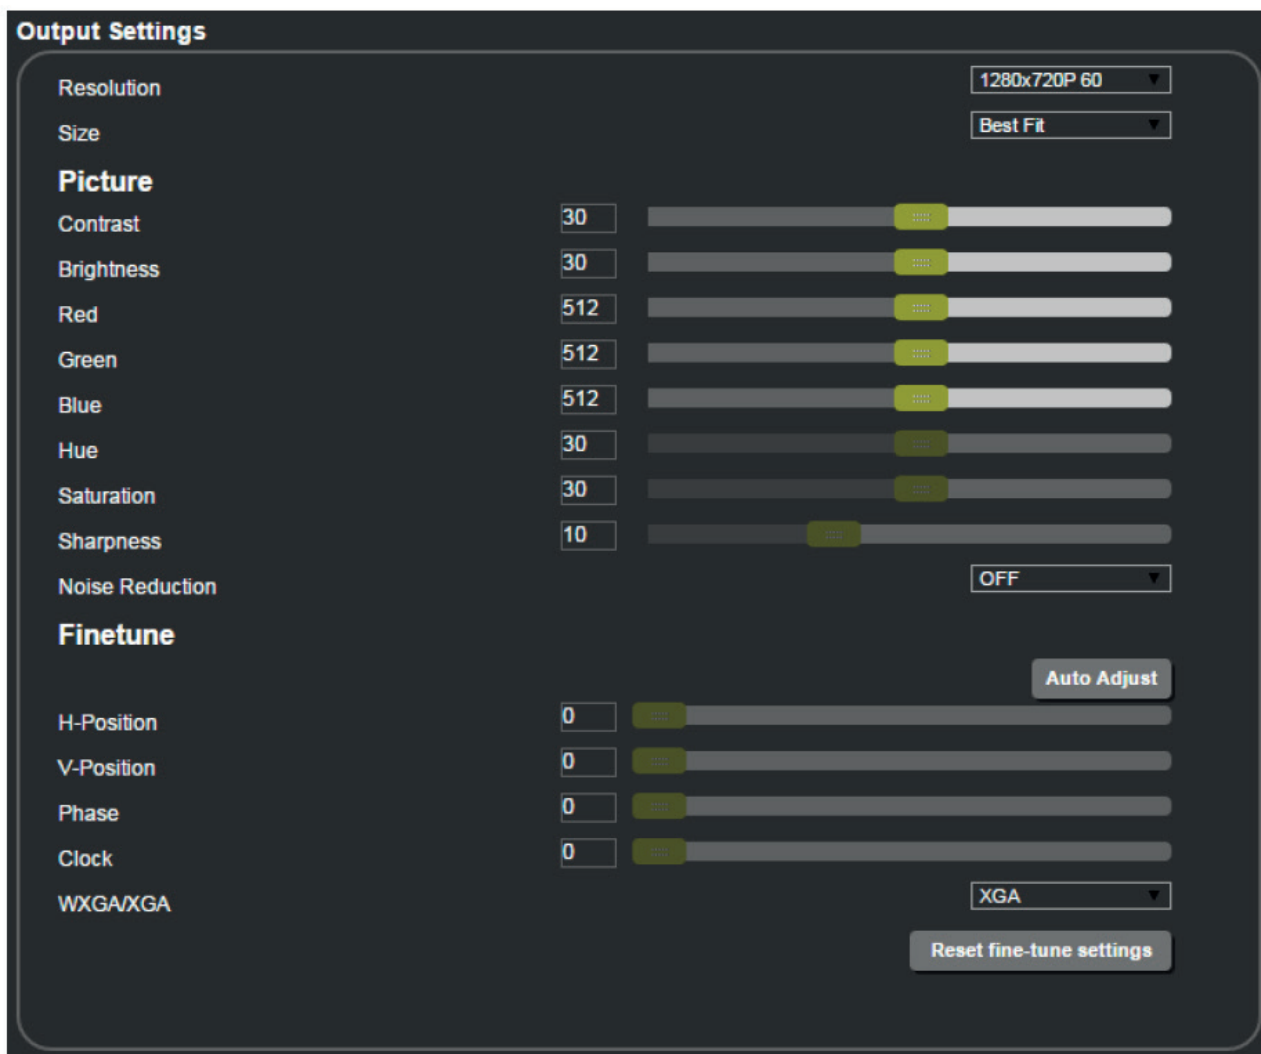 Output Settings
Resolution 1280x720P 60
Size Best Fit
Picture
Contrast 30
Brightness 30
Red 512
Green 512
Blue 512
Hue 30
Saturation 30
Sharpness 10
Noise Reduction OFF
Finetune
Auto Adjust
H-Position 0
V-Position 0
Phase 0
Clock 0
WXGA/XGA XGA
Reset fine-tune settings